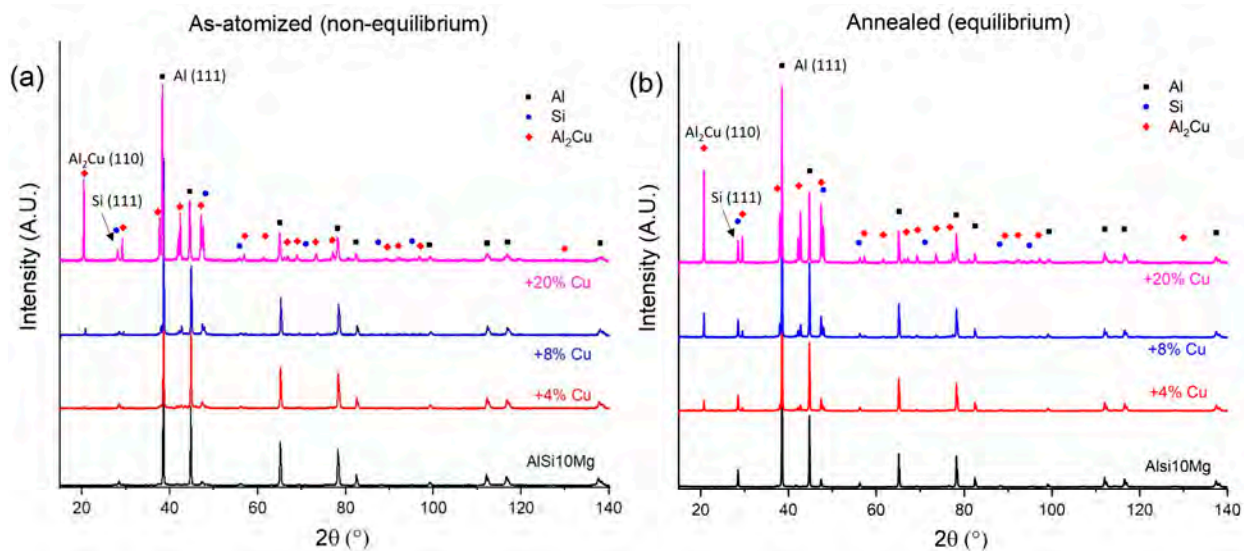 As-atomized (non-equilibrium)
(a)
Al (111)
Al
Si
Al₂Cu
Al₂Cu (110)
Si (111)
+20% Cu
+8% Cu
+4% Cu
AlSi10Mg
Intensity (A.U.)
20 40 60 80 100 120 140
2θ (°)
Annealed (equilibrium)
(b)
Al (111)
Al
Si
Al₂Cu
Al₂Cu (110)
Si (111)
+20% Cu
+8% Cu
+4% Cu
AlSi10Mg
Intensity (A.U.)
20 40 60 80 100 120 140
2θ (°)